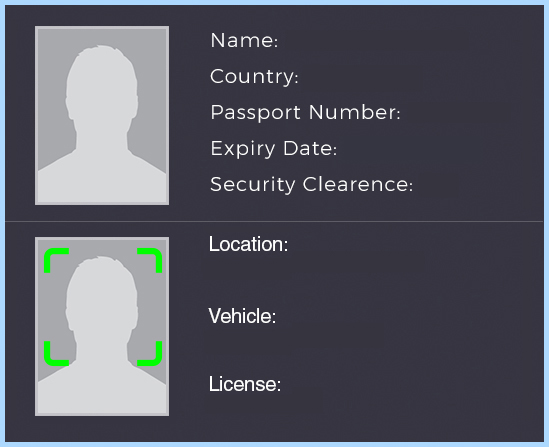 Name:
Country:
Passport Number:
Expiry Date:
Security Clearence:
Location:
Vehicle:
License: